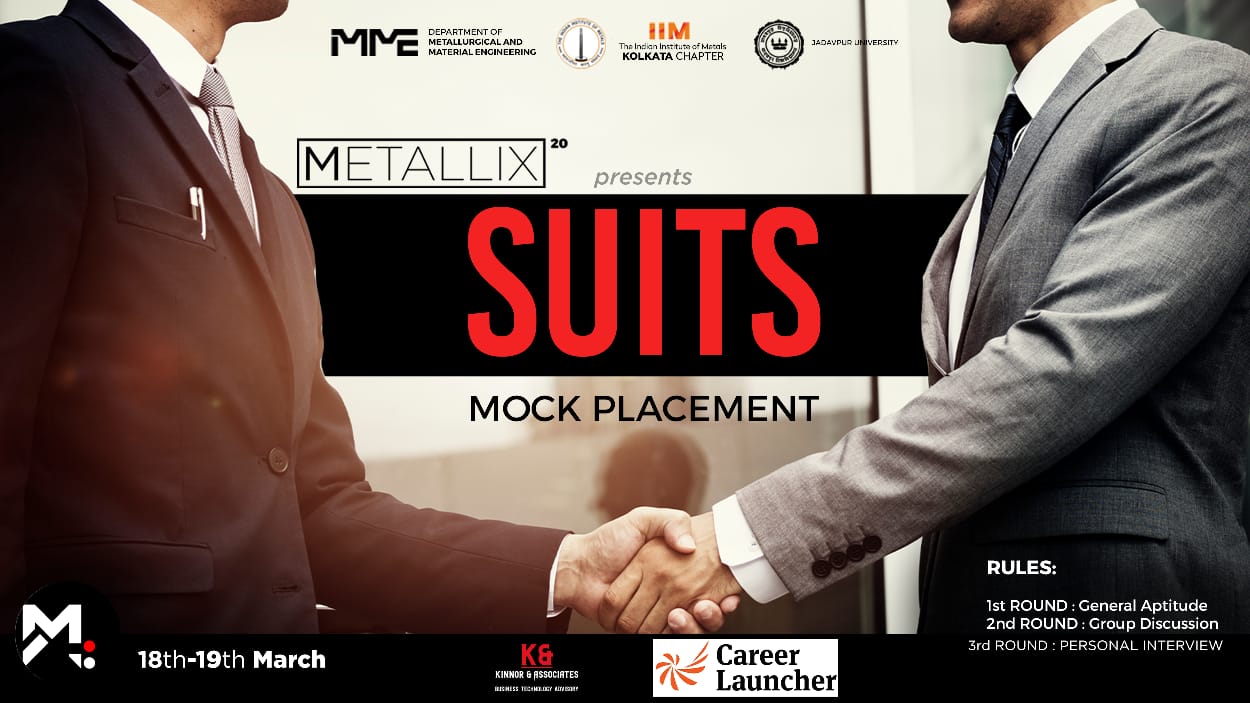 MME
DEPARTMENT OF
METALLURGICAL AND
MATERIAL ENGINEERING
IIM
The Indian Institute of Metals
KOLKATA CHAPTER
JADAVPUR UNIVERSITY
METALLIX 20
presents
SUITS
MOCK PLACEMENT
RULES:
1st ROUND : General Aptitude
2nd ROUND : Group Discussion
3rd ROUND : PERSONAL INTERVIEW
M
18th-19th March
K&
KINNOR & ASSOCIATES
BUSINESS TECHNOLOGY ADVISORY
Career
Launcher